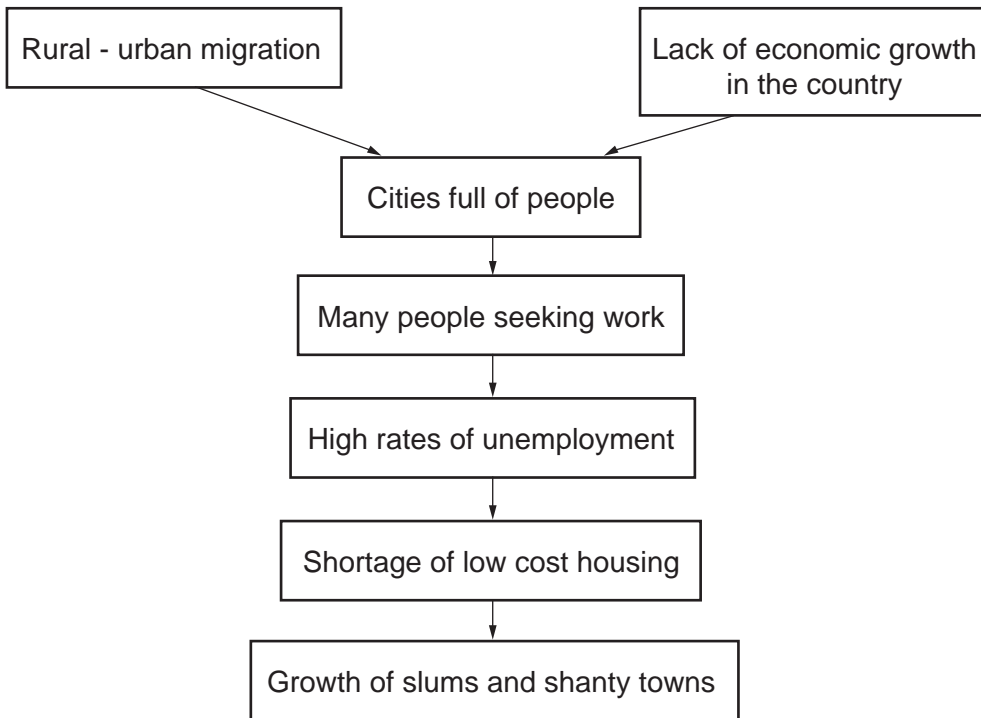 Rural - urban migration
Lack of economic growth
in the country
Cities full of people
Many people seeking work
High rates of unemployment
Shortage of low cost housing
Growth of slums and shanty towns